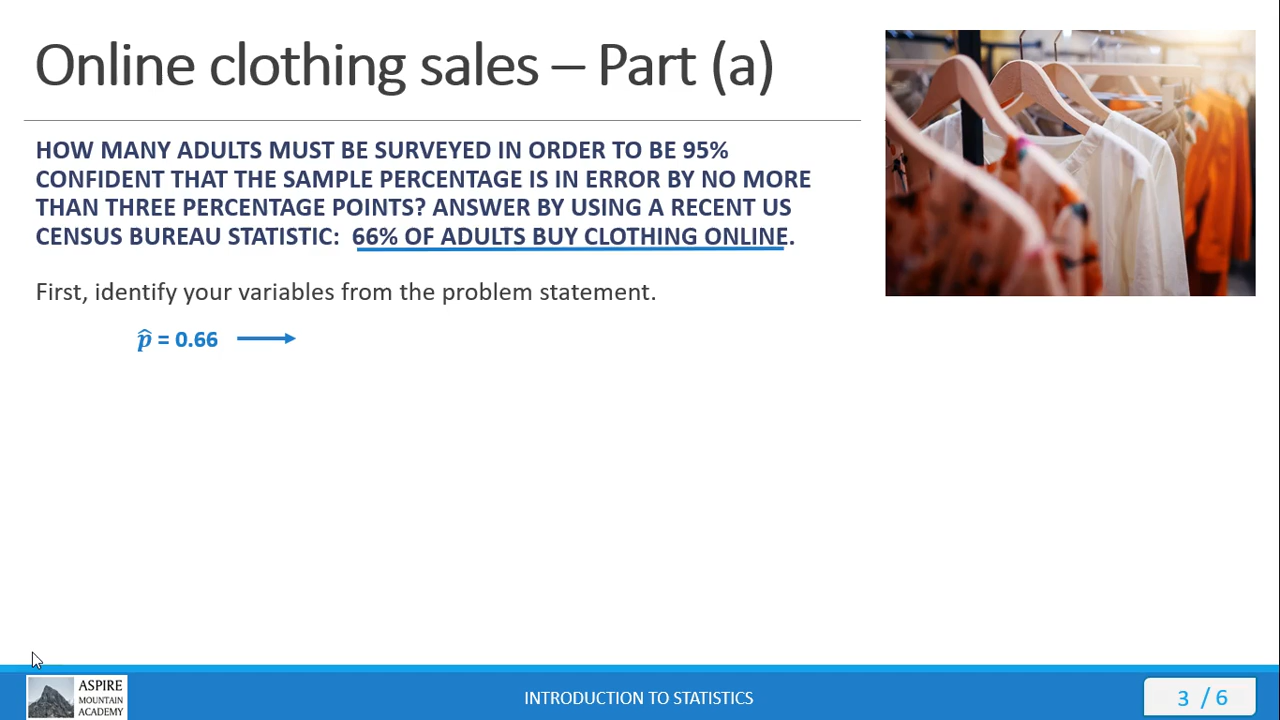 Online clothing sales – Part (a)
HOW MANY ADULTS MUST BE SURVEYED IN ORDER TO BE 95%
CONFIDENT THAT THE SAMPLE PERCENTAGE IS IN ERROR BY NO MORE
THAN THREE PERCENTAGE POINTS? ANSWER BY USING A RECENT US
CENSUS BUREAU STATISTIC: 66% OF ADULTS BUY CLOTHING ONLINE.
First, identify your variables from the problem statement.
p̂ = 0.66
ASPIRE
MOUNTAIN
ACADEMY
INTRODUCTION TO STATISTICS
3 / 6